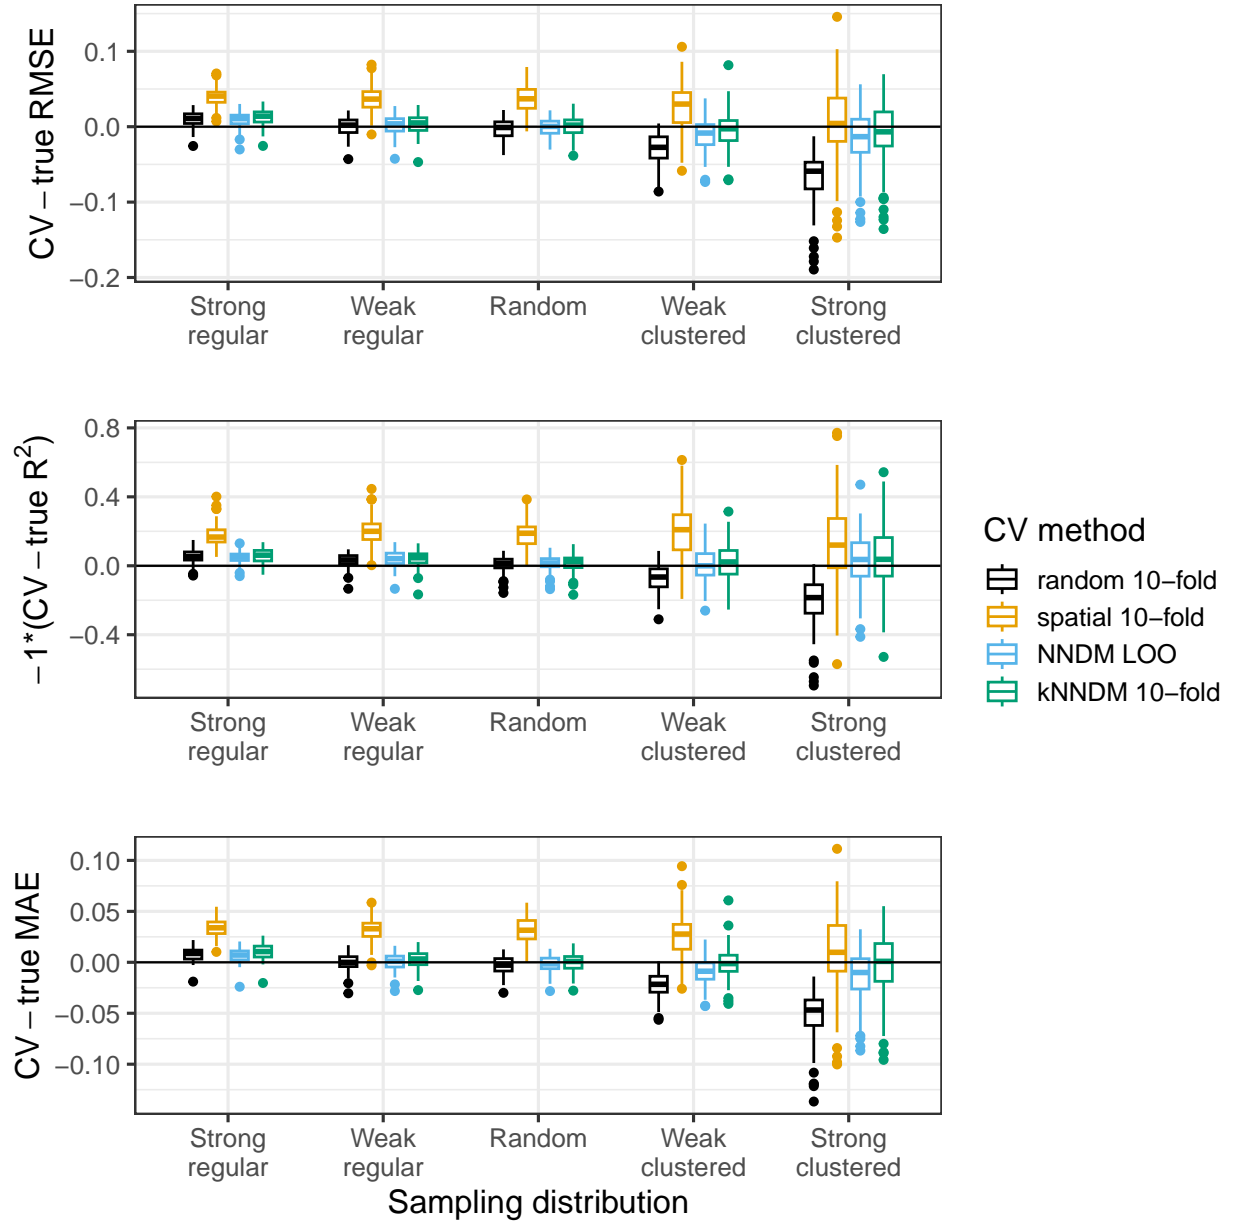 CV − true RMSE
0.1
0.0
−0.1
−0.2
Strong
regular
Weak
regular
Random
Weak
clustered
Strong
clustered
−1*(CV − true R²)
0.8
0.4
0.0
−0.4
Strong
regular
Weak
regular
Random
Weak
clustered
Strong
clustered
CV − true MAE
0.10
0.05
0.00
−0.05
−0.10
Strong
regular
Weak
regular
Random
Weak
clustered
Strong
clustered
Sampling distribution
CV method
random 10−fold
spatial 10−fold
NNDM LOO
kNNDM 10−fold